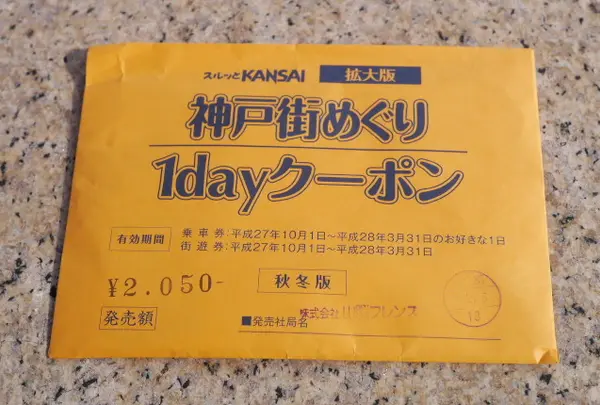 スルッとKANSAI 拡大版
神戸街めぐり
1dayクーポン
有効期間
乗車券:平成27年10月1日~平成28年3月31日のお好きな1日
街遊券:平成27年10月1日~平成28年3月31日
¥2.050-
秋冬版
発売額
■発売社局名
株式会社 フレンズ